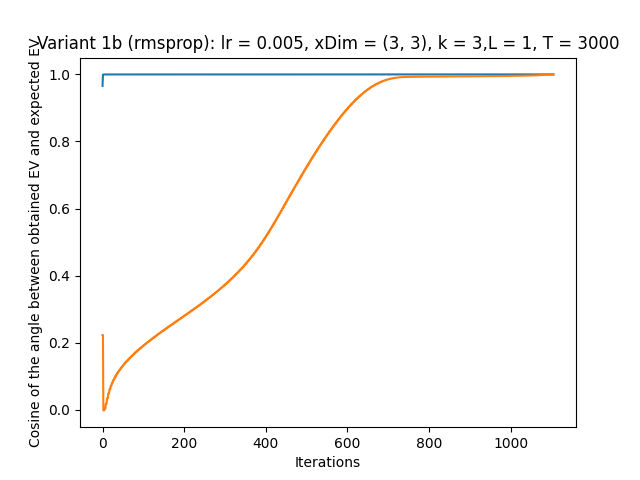 Variant 1b (rmsprop): lr = 0.005, xDim = (3, 3), k = 3,L = 1, T = 3000
Cosine of the angle between obtained EV and expected EV
1.0
0.8
0.6
0.4
0.2
0.0
0 200 400 600 800 1000
Iterations